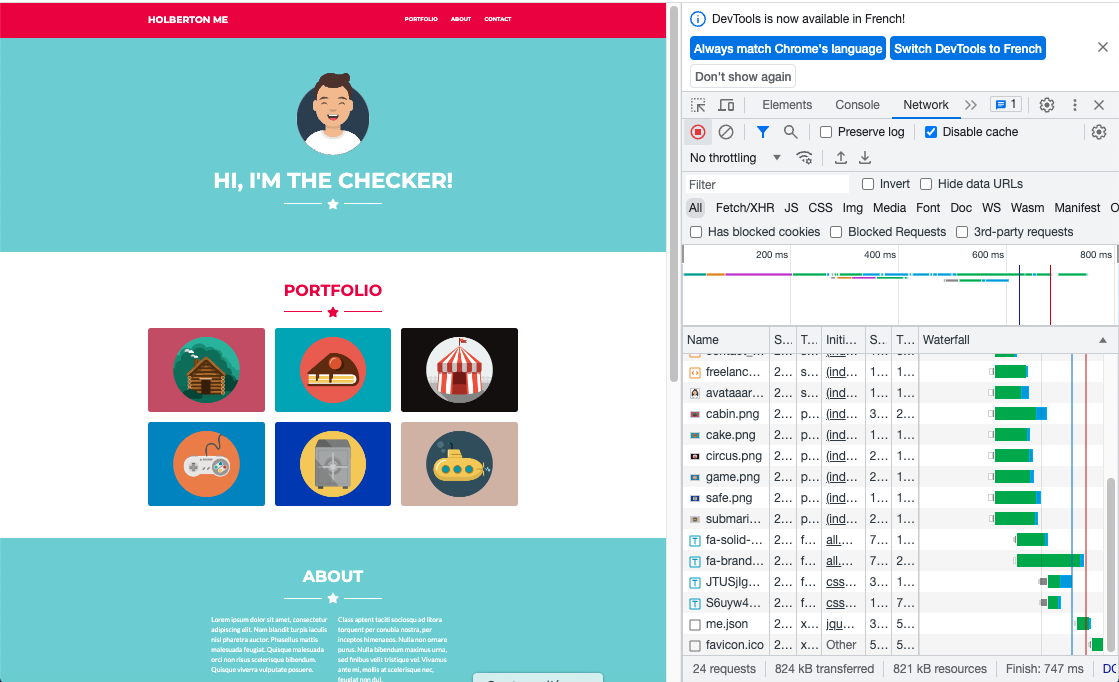 HOLBERTON ME
PORTFOLIO ABOUT CONTACT
HI, I'M THE CHECKER!
PORTFOLIO
ABOUT
Lorem ipsum dolor sit amet, consectetur
adipiscing elit. Nam blandit turpis iaculis
nisl pharetra auctor. Phasellus mattis
malesuada feugiat. Quisque malesuada
orci non risus scelerisque bibendum.
Quisque viverra vulputate posuere.
Class aptent taciti sociosqu ad litora
torquent per conubia nostra, per
inceptos himenaeos. Nullam non ornare
purus. Nulla bibendum maximus urna,
sed finibus velit tristique vel. Vivamus
ante mi, mollis at scelerisque nec,
feugiat non dui.
DevTools is now available in French!
Always match Chrome's language Switch DevTools to French
Don't show again
Elements Console Network 1
Preserve log Disable cache
No throttling
Filter Invert Hide data URLs
All Fetch/XHR JS CSS Img Media Font Doc WS Wasm Manifest O
Has blocked cookies Blocked Requests 3rd-party requests
200 ms 400 ms 600 ms 800 ms
Name S... T... Initi... S... T... Waterfall
freelanc... 2... s... (ind... 1... 1...
avataaar... 2... s... (ind... 1... 1...
cabin.png 2... p... (ind... 3... 2...
cake.png 2... p... (ind... 1... 1...
circus.png 2... p... (ind... 1... 1...
game.png 2... p... (ind... 2... 1...
safe.png 2... p... (ind... 1... 1...
submari... 2... p... (ind... 2... 1...
fa-solid-... 2... f... all.... 7... 1...
fa-brand... 2... f... all.... 7... 2...
JTUSjIg... 2... f... css... 3... 1...
S6uyw4... 2... f... css... 1... 7...
me.json 2... x... jqu... 3... 5...
favicon.ico 2... x... Other 5... 5...
24 requests 824 kB transferred 821 kB resources Finish: 747 ms DO